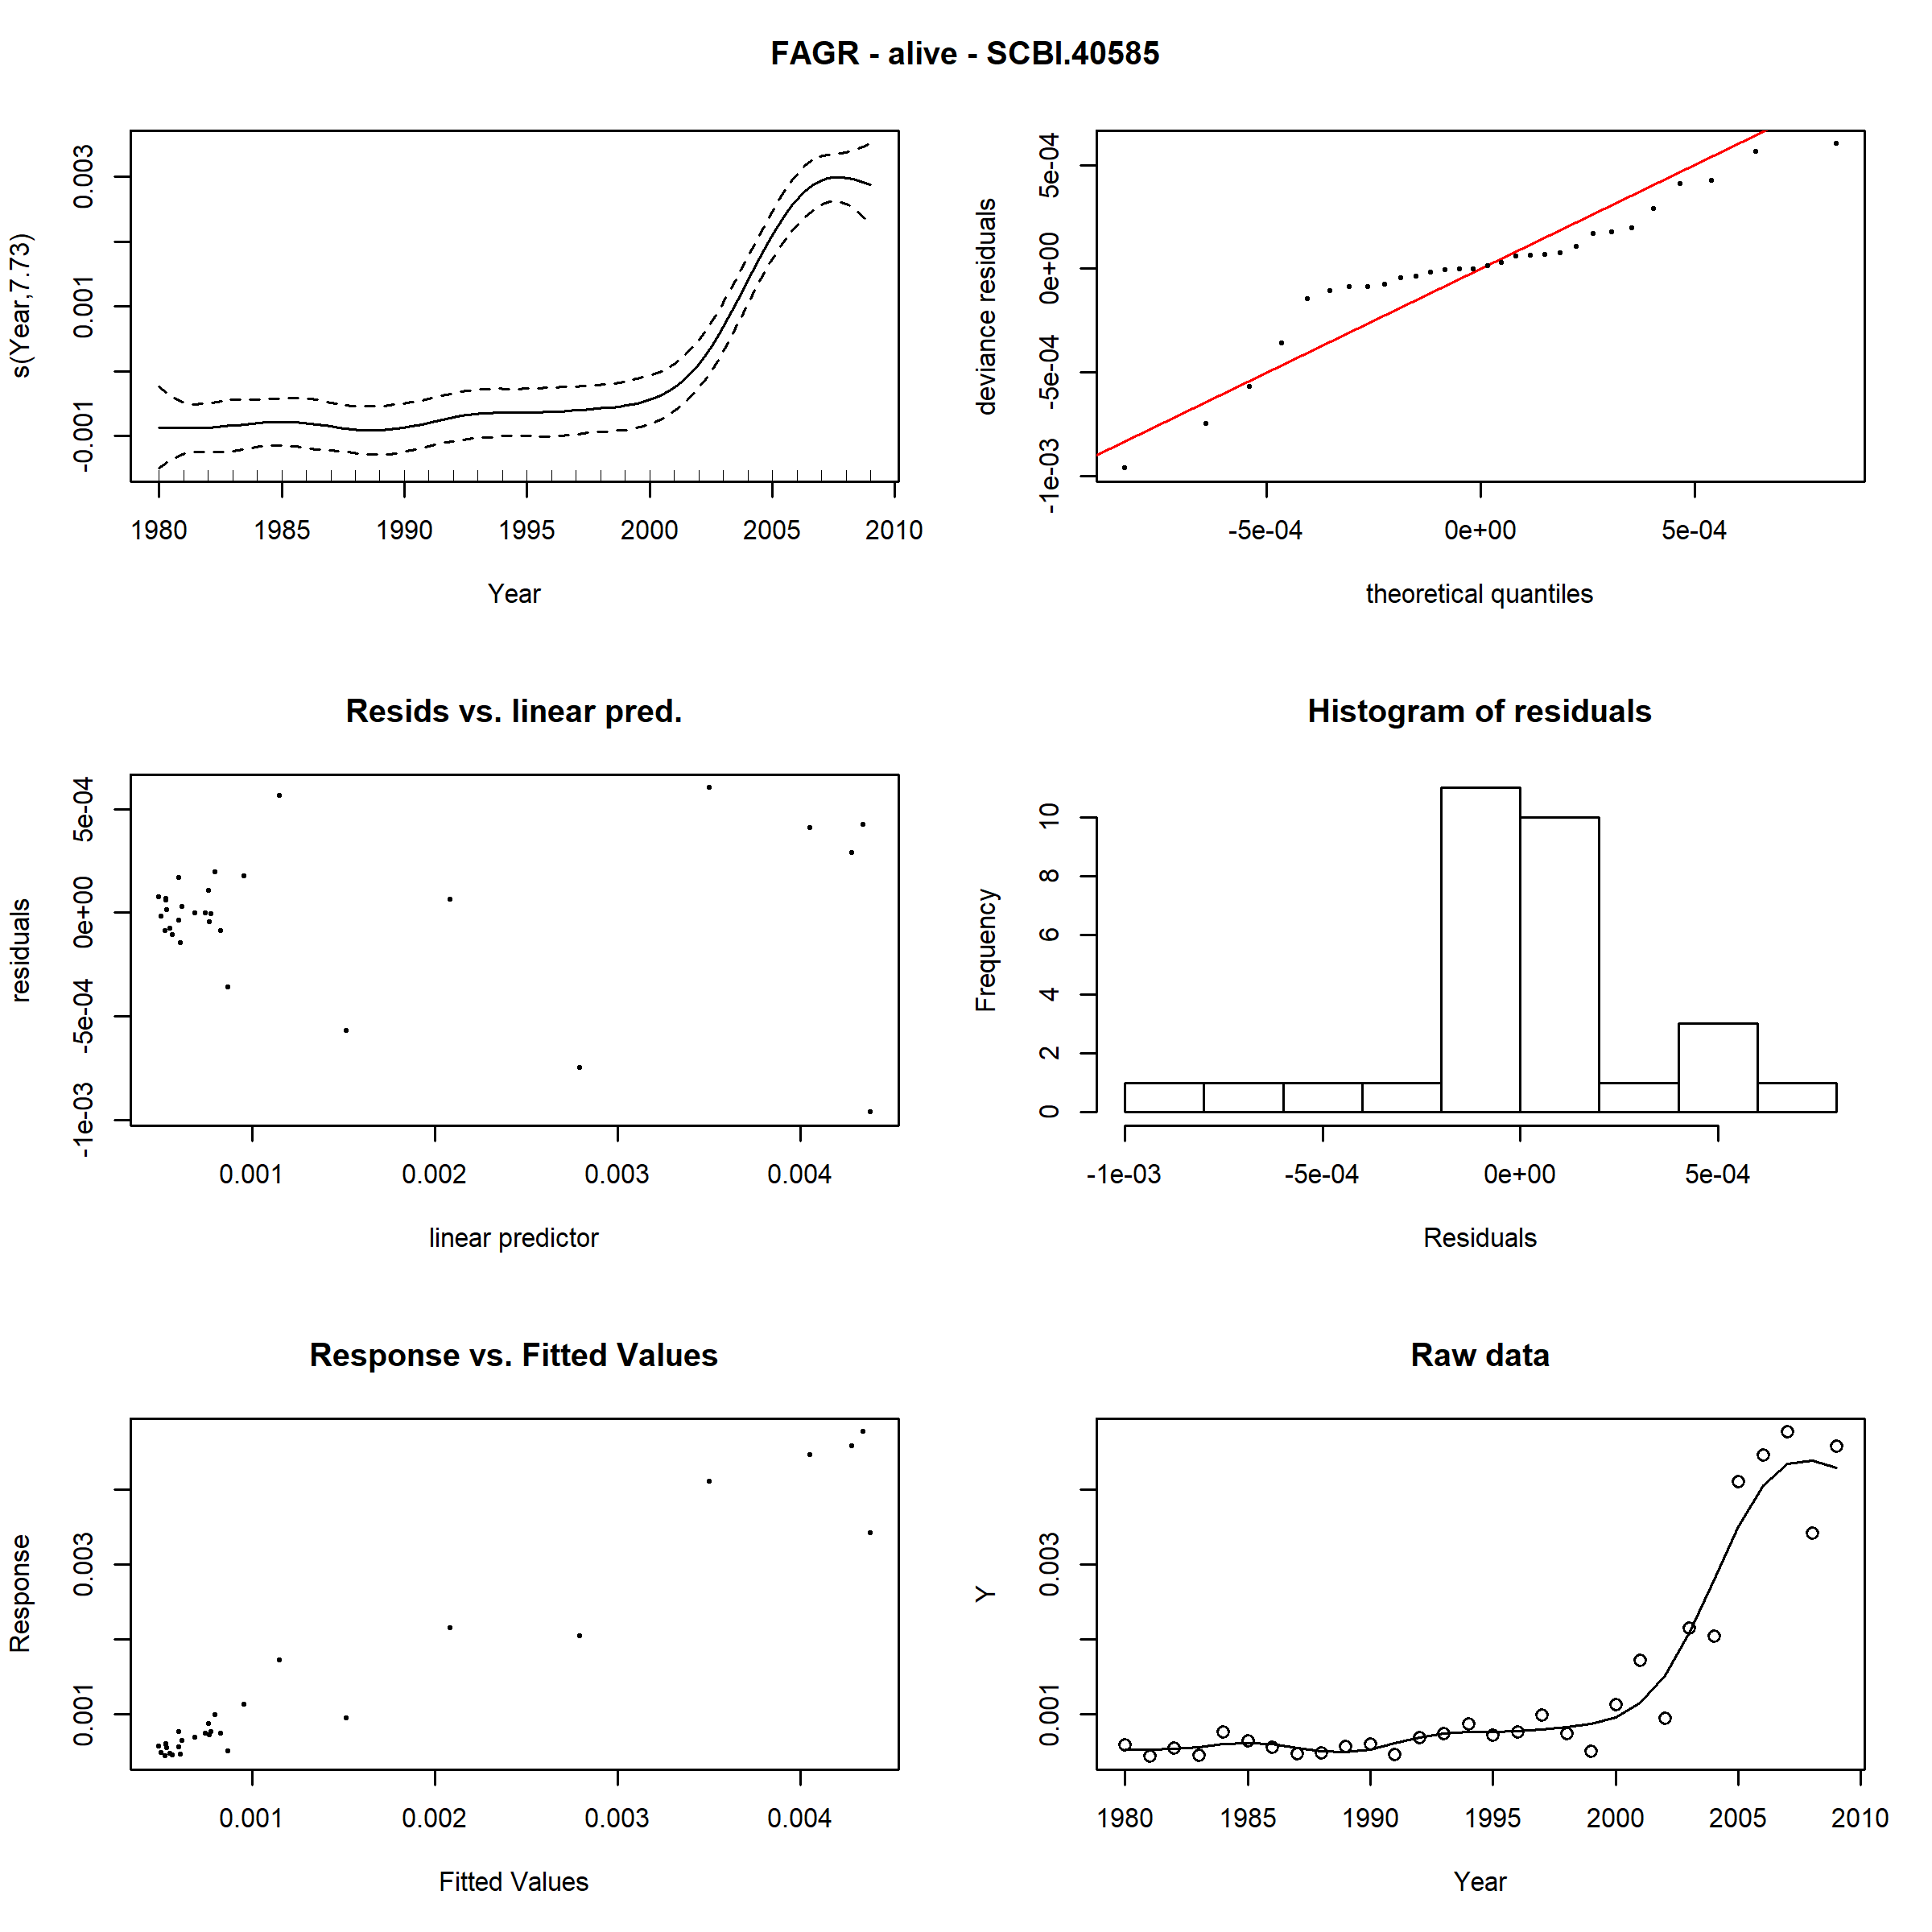 FAGR - alive - SCBI.40585
s(Year,7.73)
-0.001 0.001 0.003
1980 1985 1990 1995 2000 2005 2010
Year
deviance residuals
-1e-03 -5e-04 0e+00 5e-04
-5e-04 0e+00 5e-04
theoretical quantiles
Resids vs. linear pred.
residuals
-1e-03 -5e-04 0e+00 5e-04
0.001 0.002 0.003 0.004
linear predictor
Histogram of residuals
Frequency
0 2 4 6 8 10
-1e-03 -5e-04 0e+00 5e-04
Residuals
Response vs. Fitted Values
Response
0.001 0.003
0.001 0.002 0.003 0.004
Fitted Values
Raw data
Y
0.001 0.003
1980 1985 1990 1995 2000 2005 2010
Year